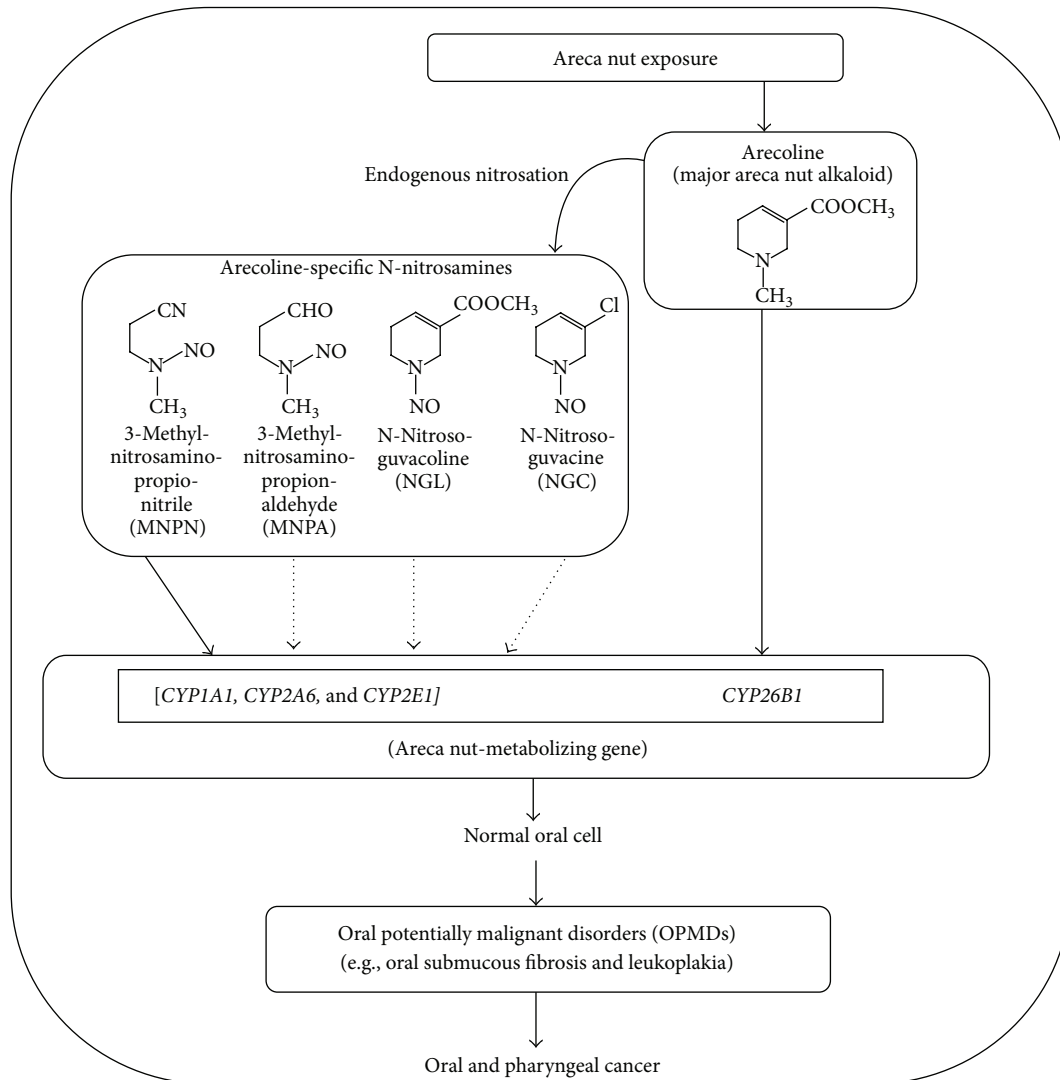 Areca nut exposure
Arecoline
(major areca nut alkaloid)
COOCH₃
N
CH₃
Endogenous nitrosation
Arecoline-specific N-nitrosamines
CN
N
NO
CH₃
3-Methyl-
nitrosamino-
propio-
nitrile
(MNPN)
CHO
N
NO
CH₃
3-Methyl-
nitrosamino-
propion-
aldehyde
(MNPA)
COOCH₃
N
NO
N-Nitroso-
guvacoline
(NGL)
Cl
N
NO
N-Nitroso-
guvacine
(NGC)
[CYP1A1, CYP2A6, and CYP2E1]
CYP26B1
(Areca nut-metabolizing gene)
Normal oral cell
Oral potentially malignant disorders (OPMDs)
(e.g., oral submucous fibrosis and leukoplakia)
Oral and pharyngeal cancer